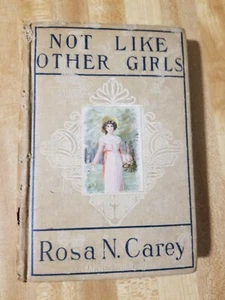 NOT LIKE
OTHER GIRLS
Rosa N. Carey